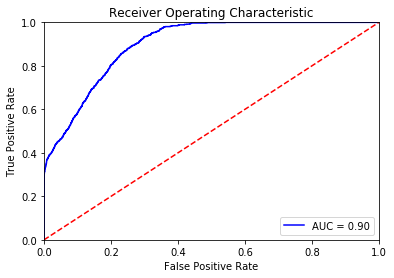 Receiver Operating Characteristic
True Positive Rate
1.0
0.8
0.6
0.4
0.2
0.0
AUC = 0.90
0.0 0.2 0.4 0.6 0.8 1.0
False Positive Rate